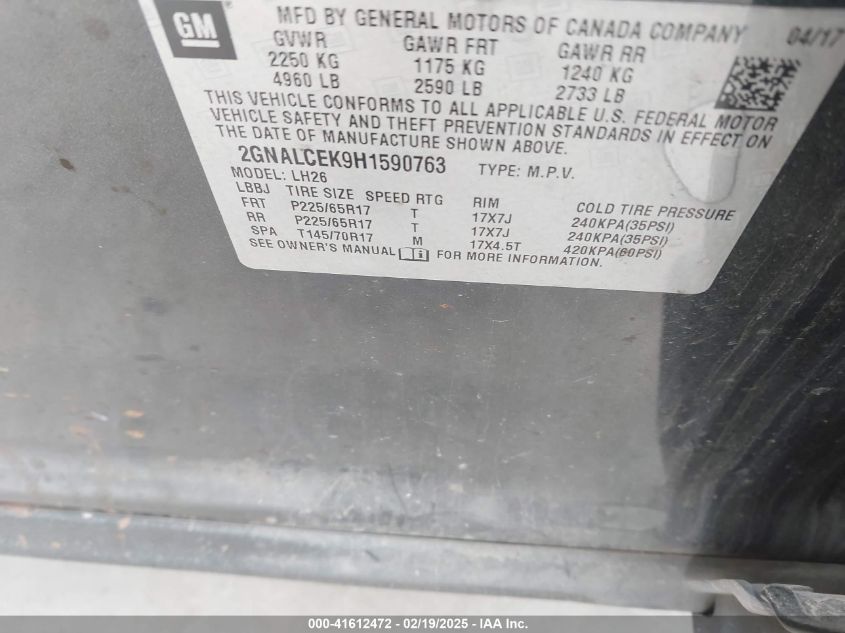 GM
MFD BY GENERAL MOTORS OF CANADA COMPANY 04/17
GVWR GAWR FRT GAWR RR
2250 KG 1175 KG 1240 KG
4960 LB 2590 LB 2733 LB
THIS VEHICLE CONFORMS TO ALL APPLICABLE U.S. FEDERAL MOTOR
VEHICLE SAFETY AND THEFT PREVENTION STANDARDS IN EFFECT ON
THE DATE OF MANUFACTURE SHOWN ABOVE.
2GNALCEK9H1590763 TYPE: M.P.V.
MODEL: LH26
LBBJ TIRE SIZE SPEED RTG RIM COLD TIRE PRESSURE
FRT P225/65R17 T 17X7J 240KPA(35PSI)
RR P225/65R17 T 17X7J 240KPA(35PSI)
SPA T145/70R17 M 17X4.5T 420KPA(60PSI)
SEE OWNER'S MANUAL FOR MORE INFORMATION.
000-41612472 - 02/19/2025 - IAA Inc.